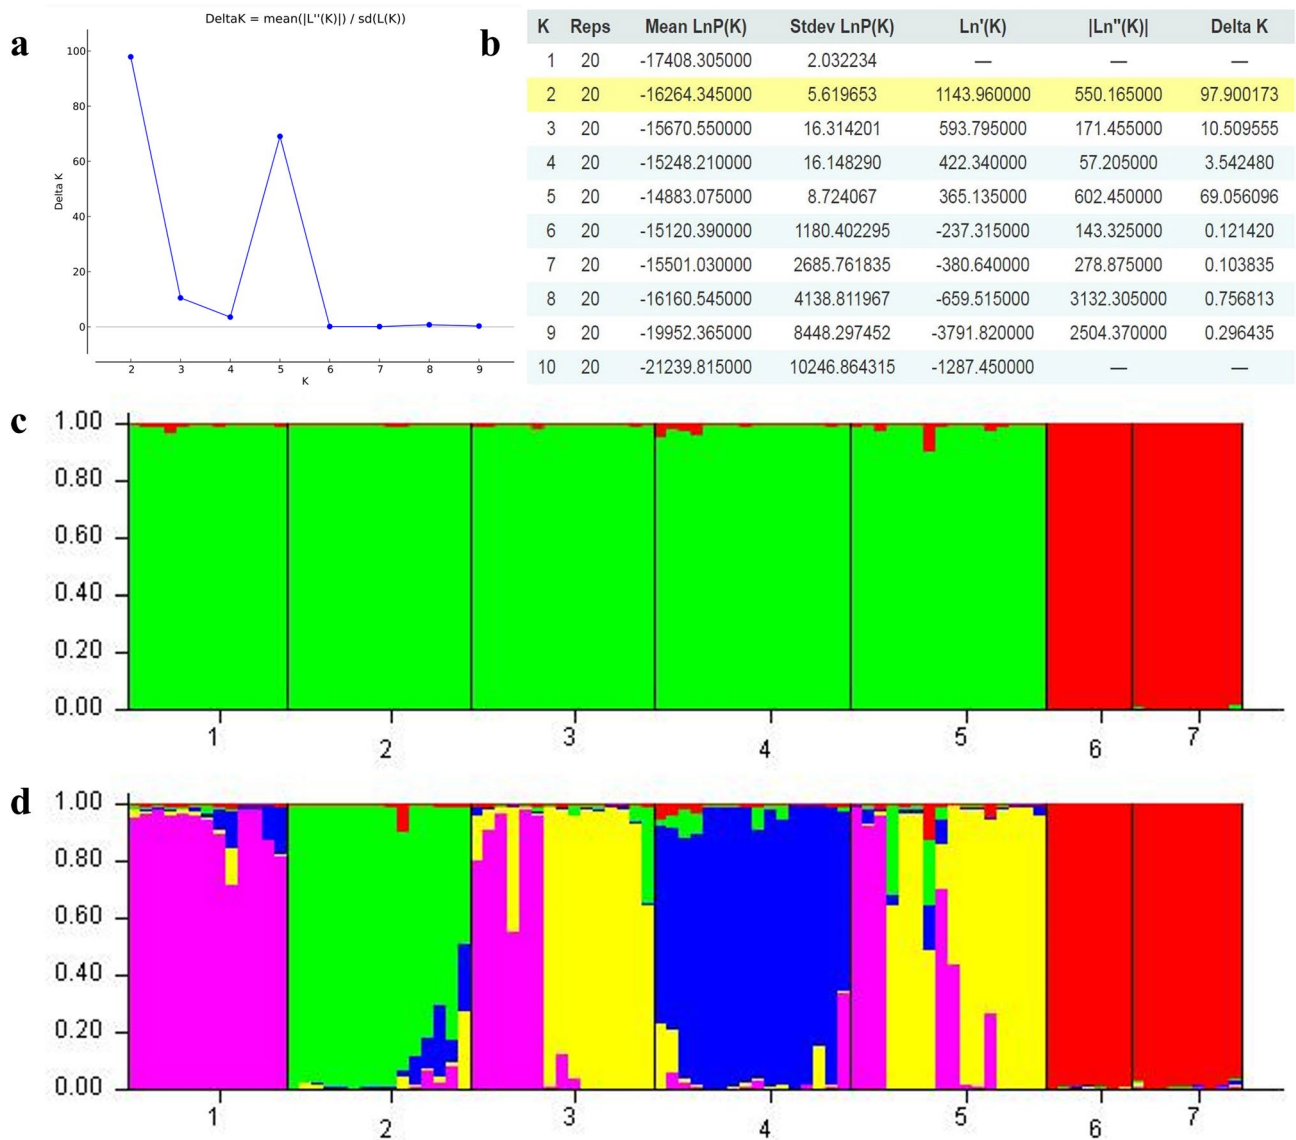 DeltaK = mean(|L''(K)|) / sd(L(K))
a
100
80
60
40
20
0
Delta K
2 3 4 5 6 7 8 9
K
b
K Reps Mean LnP(K) Stdev LnP(K) Ln'(K) |Ln''(K)| Delta K
1 20 -17408.305000 2.032234 — — —
2 20 -16264.345000 5.619653 1143.960000 550.165000 97.900173
3 20 -15670.550000 16.314201 593.795000 171.455000 10.509555
4 20 -15248.210000 16.148290 422.340000 57.205000 3.542480
5 20 -14883.075000 8.724067 365.135000 602.450000 69.056096
6 20 -15120.390000 1180.402295 -237.315000 143.325000 0.121420
7 20 -15501.030000 2685.761835 -380.640000 278.875000 0.103835
8 20 -16160.545000 4138.811967 -659.515000 3132.305000 0.756813
9 20 -19952.365000 8448.297452 -3791.820000 2504.370000 0.296435
10 20 -21239.815000 10246.864315 -1287.450000 — —
c
1.00
0.80
0.60
0.40
0.20
0.00
1 2 3 4 5 6 7
d
1.00
0.80
0.60
0.40
0.20
0.00
1 2 3 4 5 6 7